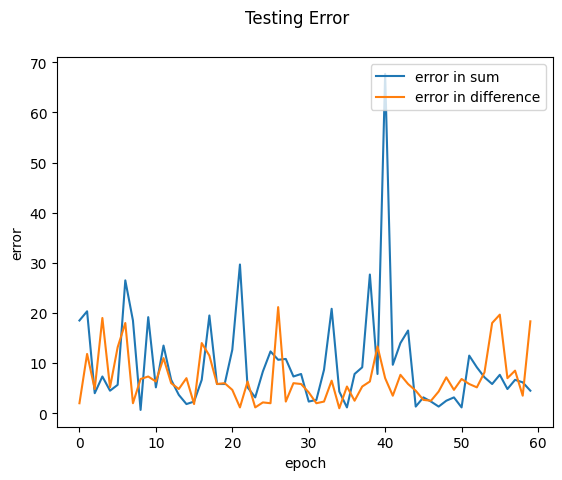 Testing Error
error in sum
error in difference
error
70
60
50
40
30
20
10
0
0 10 20 30 40 50 60
epoch